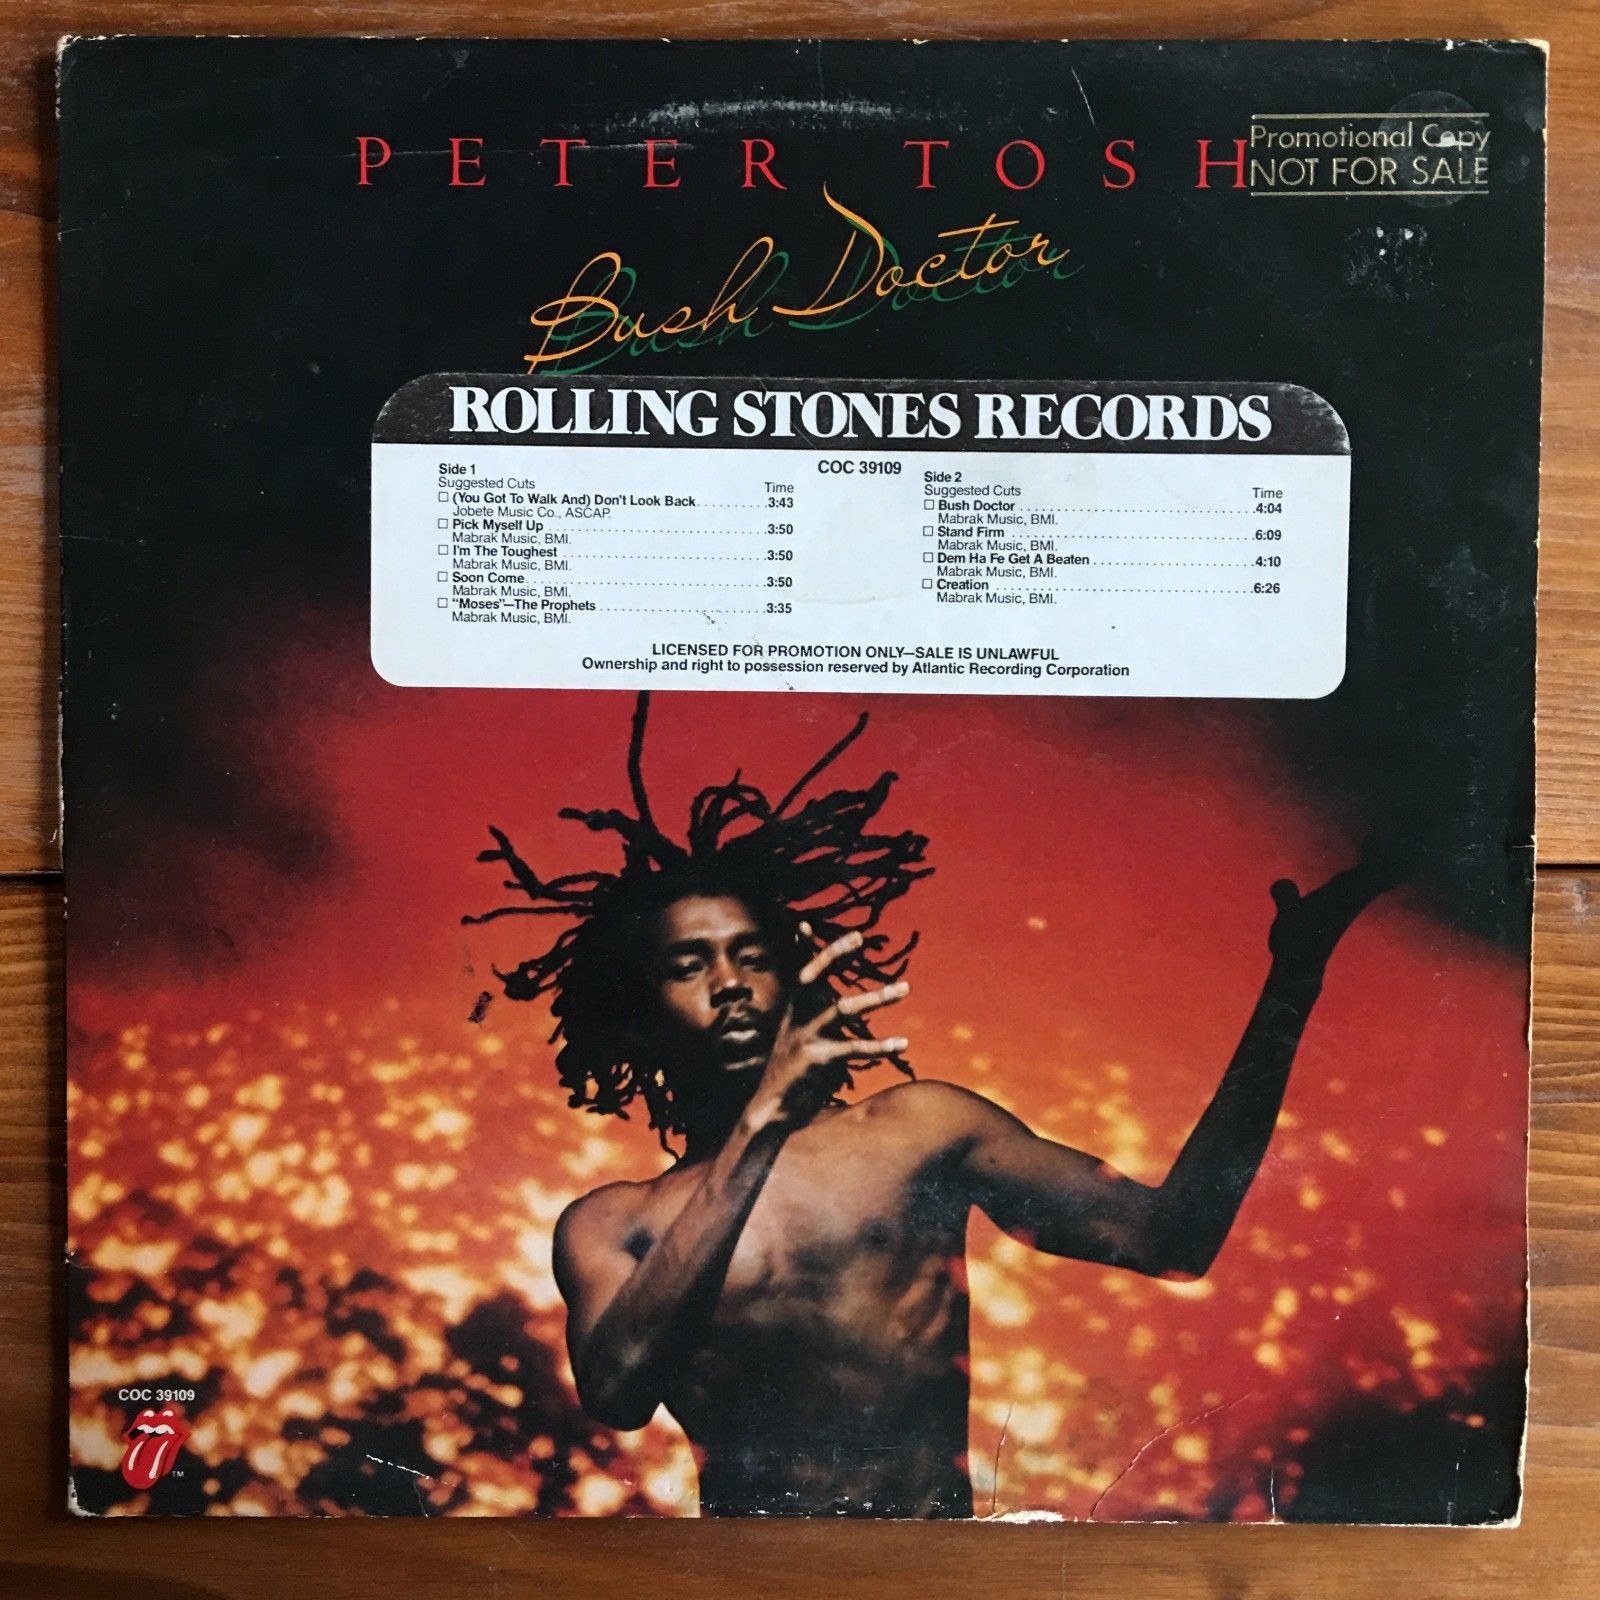 PETER TOSH
Promotional Copy
NOT FOR SALE
Bush Doctor
ROLLING STONES RECORDS
COC 39109
Side 1
Suggested Cuts
Time
☐ (You Got To Walk And) Don't Look Back..........3:43
Jobete Music Co., ASCAP.
☐ Pick Myself Up..........3:50
Mabrak Music, BMI.
☐ I'm The Toughest..........3:50
Mabrak Music, BMI.
☐ Soon Come..........3:50
Mabrak Music, BMI.
☐ "Moses"—The Prophets..........3:35
Mabrak Music, BMI.
Side 2
Suggested Cuts
Time
☐ Bush Doctor..........4:04
Mabrak Music, BMI.
☐ Stand Firm..........6:09
Mabrak Music, BMI.
☐ Dem Ha Fe Get A Beaten..........4:10
Mabrak Music, BMI.
☐ Creation..........6:26
Mabrak Music, BMI.
LICENSED FOR PROMOTION ONLY—SALE IS UNLAWFUL
Ownership and right to possession reserved by Atlantic Recording Corporation
COC 39109
TM